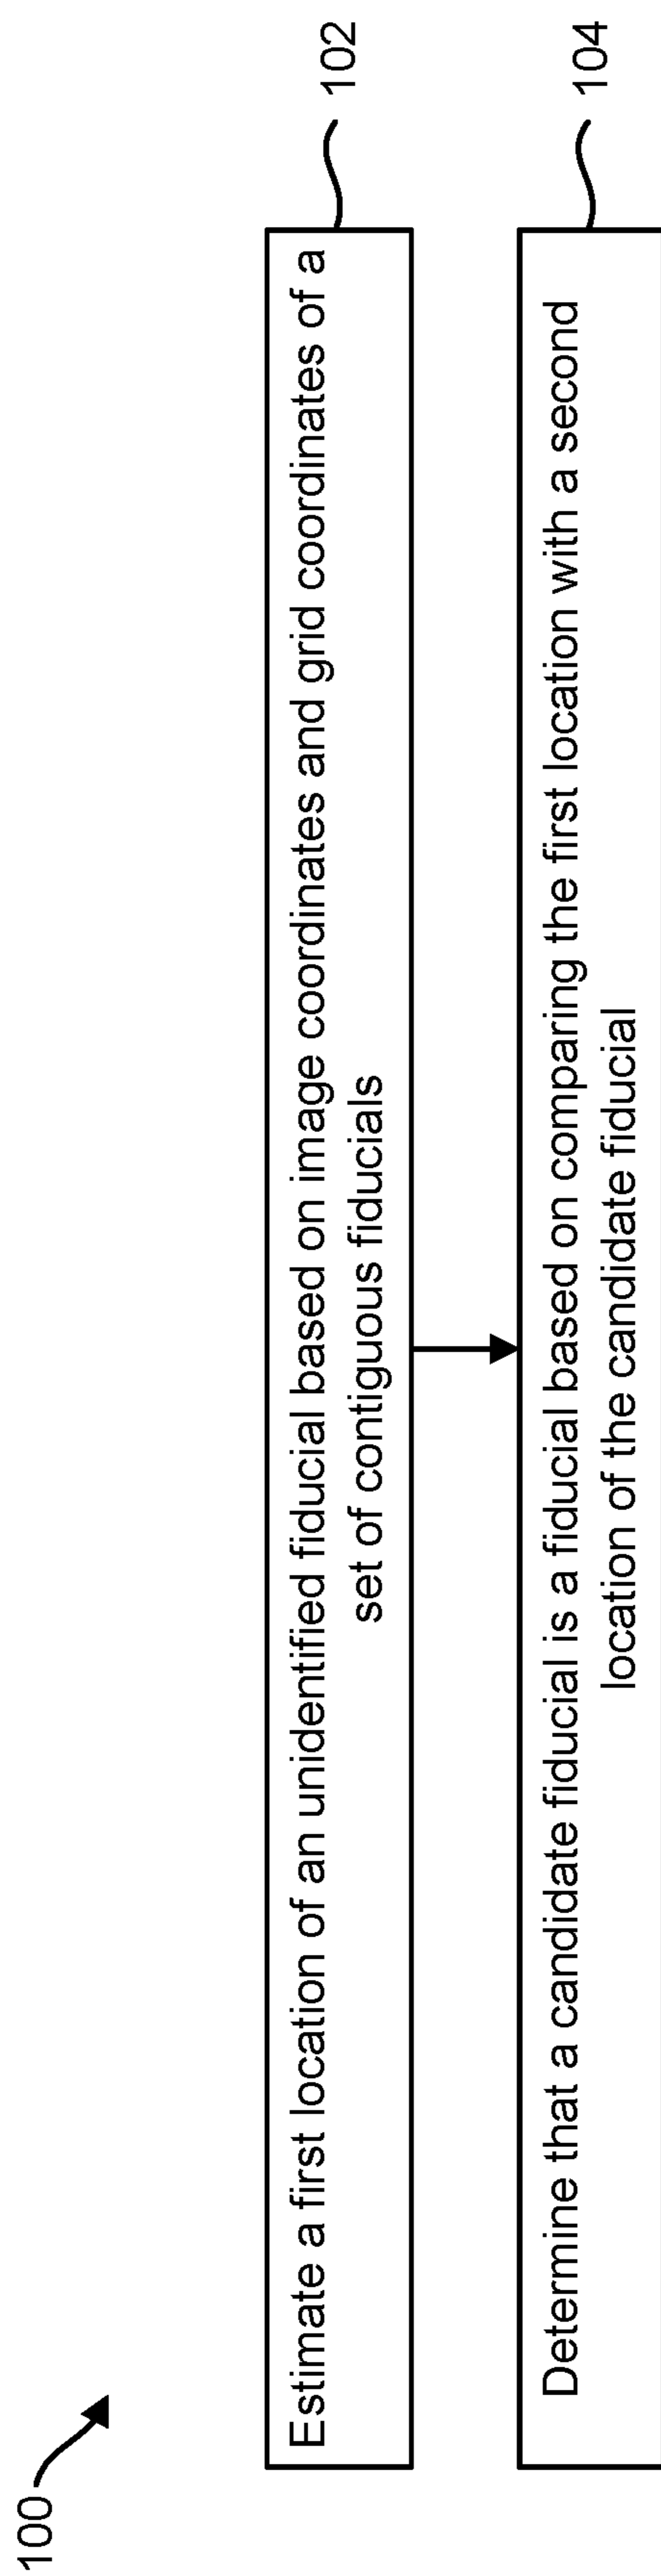 100
Estimate a first location of an unidentified fiducial based on image coordinates and grid coordinates of a
set of contiguous fiducials
102
Determine that a candidate fiducial is a fiducial based on comparing the first location with a second
location of the candidate fiducial
104